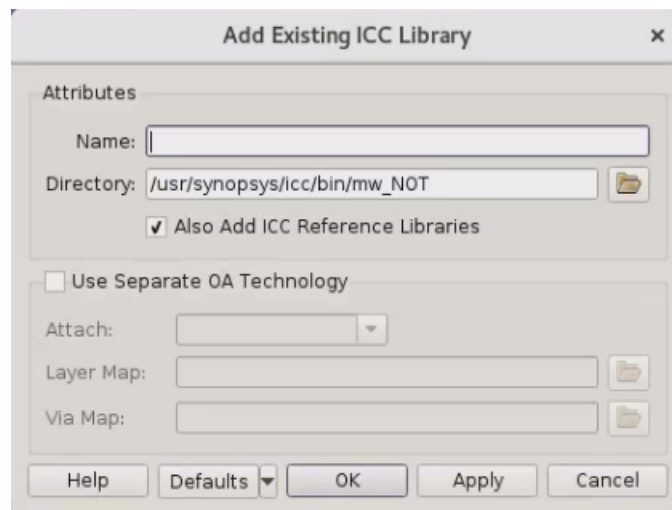 Add Existing ICC Library
Attributes
Name:
Directory: /usr/synopsys/icc/bin/mw_NOT
Also Add ICC Reference Libraries
Use Separate OA Technology
Attach:
Layer Map:
Via Map:
Help Defaults OK Apply Cancel